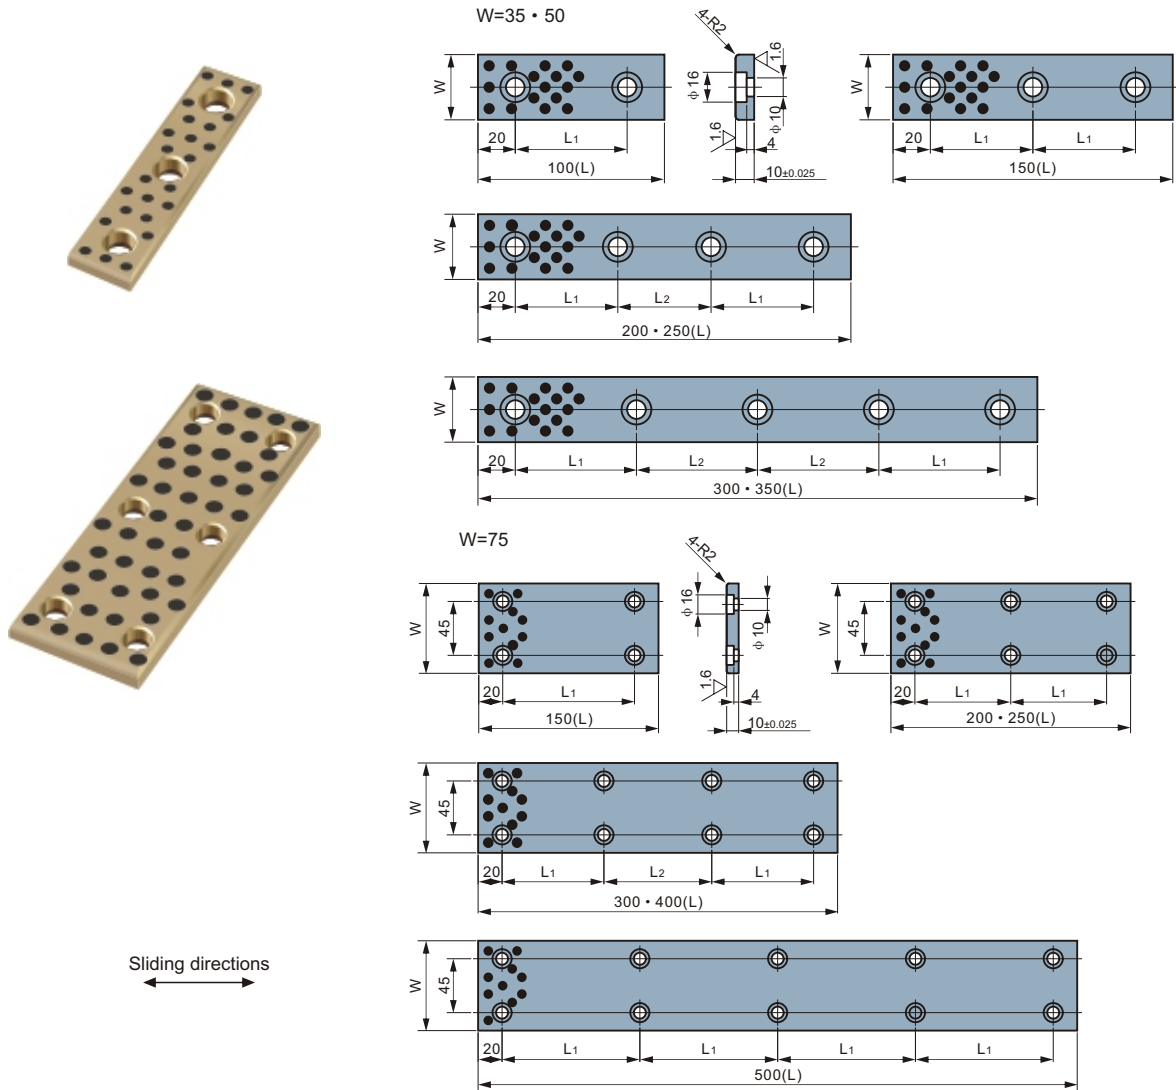 W=35 • 50
4-R2
1.6
W
ϕ16
ϕ10
1.6
4
10±0.025
20
L1
100(L)
W
20
L1
L1
150(L)
W
20
L1
L2
L1
200 • 250(L)
W
20
L1
L2
L2
L1
300 • 350(L)
W=75
4-R2
W
45
20
L1
150(L)
ϕ16
ϕ10
1.6
4
10±0.025
W
45
20
L1
L1
200 • 250(L)
W
45
20
L1
L2
L1
300 • 400(L)
Sliding directions
W
45
20
L1
L1
L1
L1
500(L)